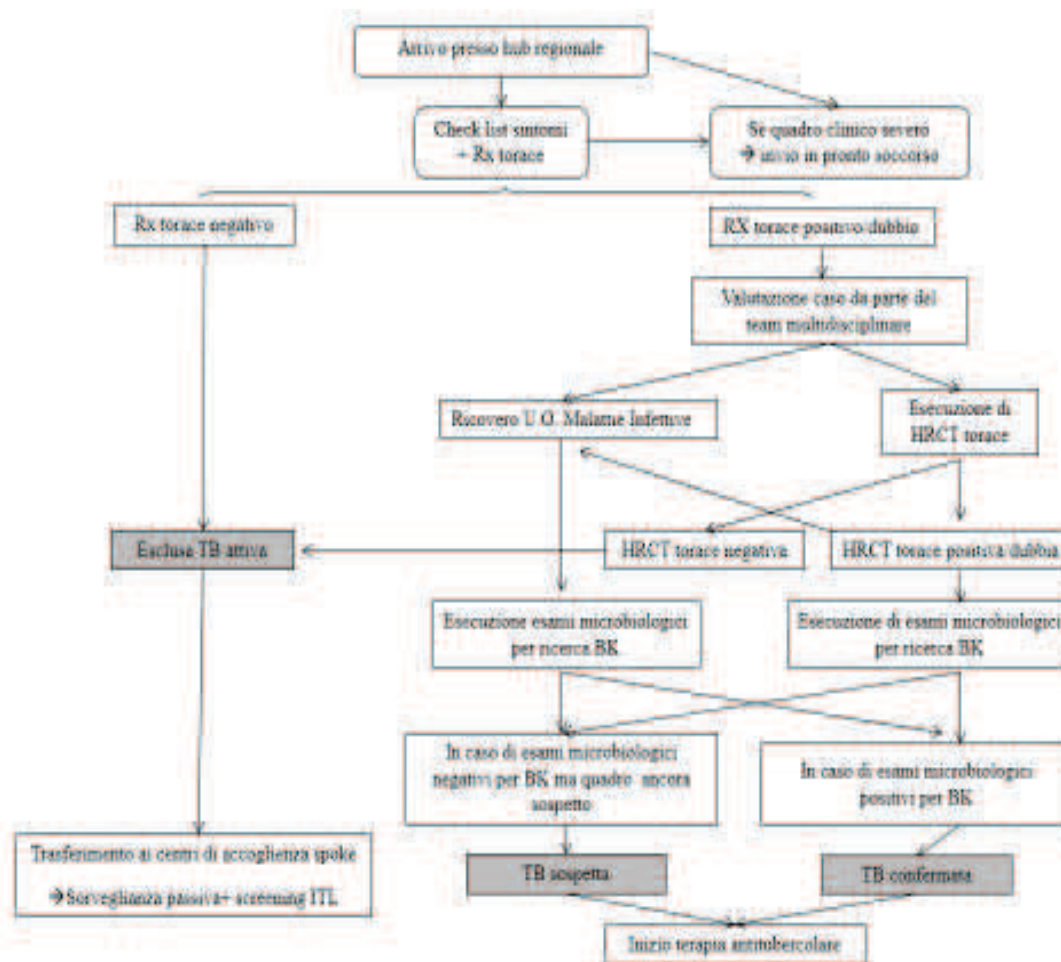 Arrivo presso hub regionale
Check list sintomi
+ Rx torace
Se quadro clinico severo
→ invio in pronto soccorso
Rx torace negativo
RX torace positivo/dubbio
Valutazione caso da parte del
team multidisciplinare
Ricovero U.O. Malattie Infettive
Esecuzione di
HRCT torace
Esclusa TB attiva
HRCT torace negativa
HRCT torace positiva/dubbia
Esecuzione esami microbiologici
per ricerca BK
Esecuzione di esami microbiologici
per ricerca BK
In caso di esami microbiologici
negativi per BK ma quadro ancora
sospetto
In caso di esami microbiologici
positivi per BK
Trasferimento ai centri di accoglienza spoke
→Sorveglianza passiva+ screening ITL
TB sospetta
TB confermata
Inizio terapia antitubercolare